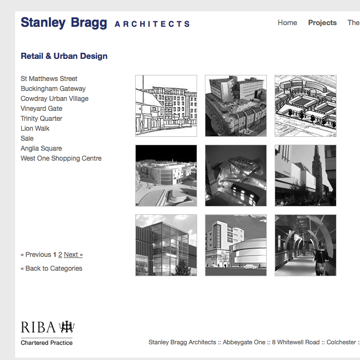 Stanley Bragg ARCHITECTS
Home Projects The
Retail & Urban Design
St Matthews Street
Buckingham Gateway
Cowdray Urban Village
Vineyard Gate
Trinity Quarter
Lion Walk
Sale
Anglia Square
West One Shopping Centre
« Previous 1 2 Next »
« Back to Categories
RIBA
Chartered Practice
Stanley Bragg Architects :: Abbeygate One :: 8 Whitewell Road :: Colchester :